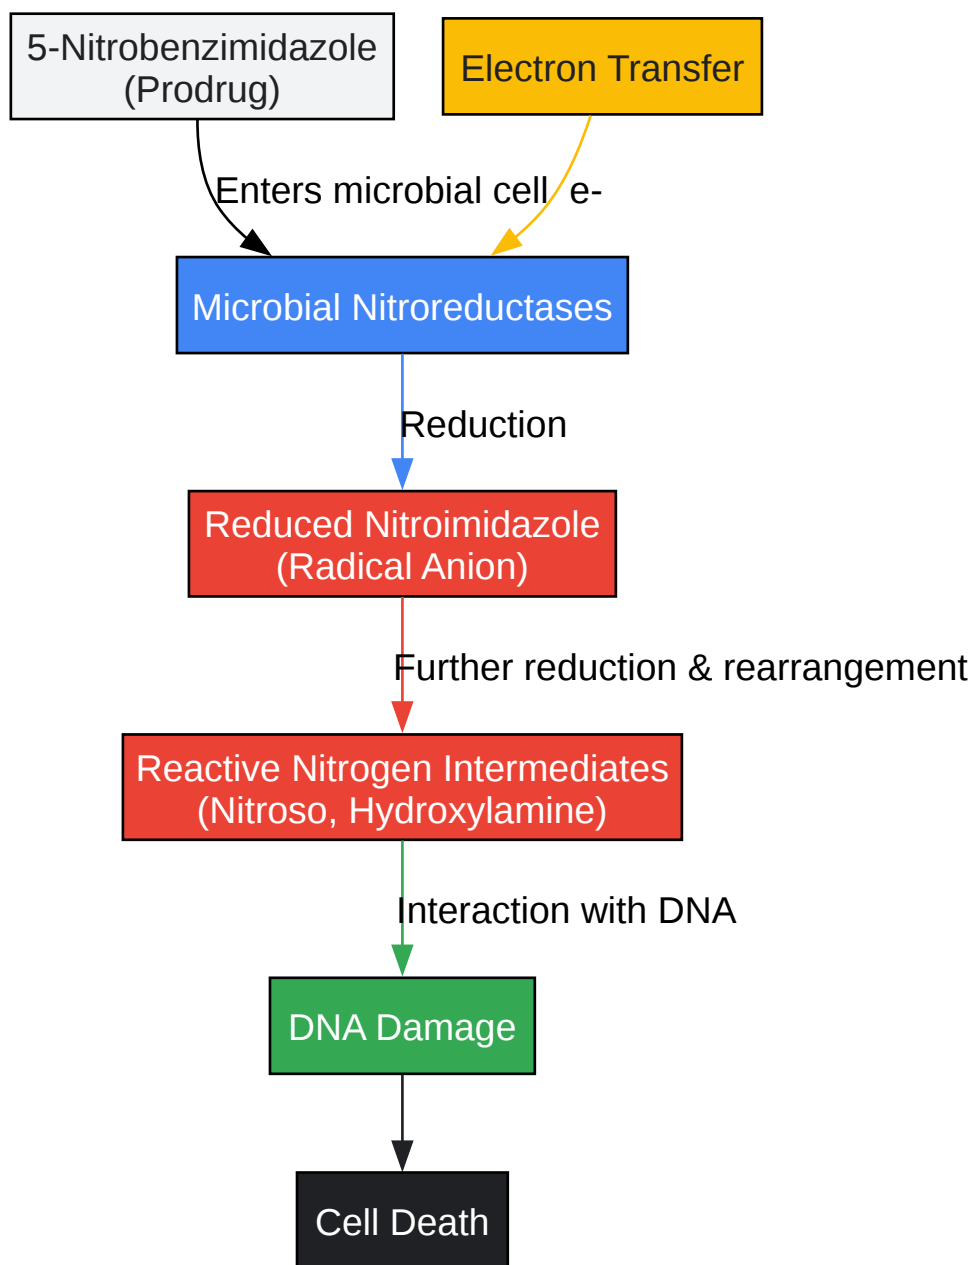 5-Nitrobenzimidazole
(Prodrug)
Electron Transfer
Enters microbial cell
e-
Microbial Nitroreductases
Reduction
Reduced Nitroimidazole
(Radical Anion)
Further reduction & rearrangement
Reactive Nitrogen Intermediates
(Nitroso, Hydroxylamine)
Interaction with DNA
DNA Damage
Cell Death